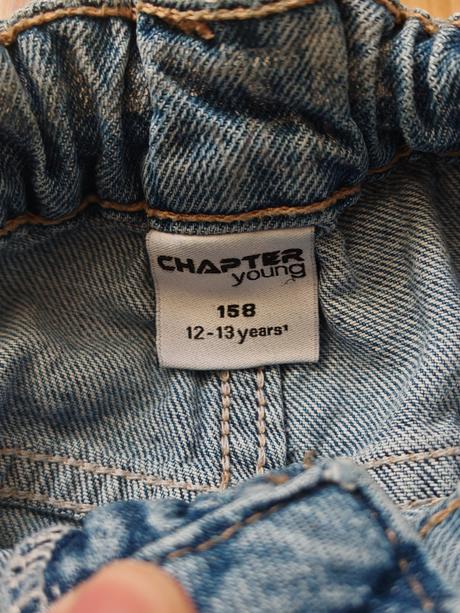 CHAPTER
young
158
12-13 years¹